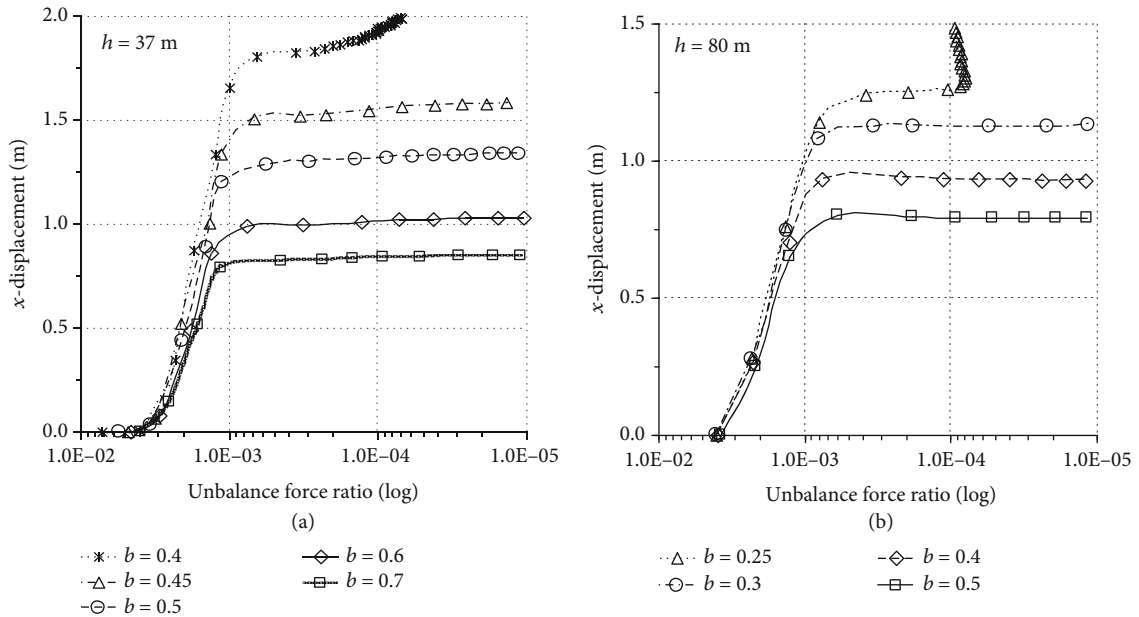 2.0
1.5
1.0
0.5
0.0
h = 37 m
x-displacement (m)
1.0E–02 1.0E–03 1.0E–04 1.0E–05
Unbalance force ratio (log)
(a)
b = 0.4
b = 0.45
b = 0.5
b = 0.6
b = 0.7
1.5
1.0
0.5
0.0
h = 80 m
x-displacement (m)
1.0E–02 1.0E–03 1.0E–04 1.0E–05
Unbalance force ratio (log)
(b)
b = 0.25
b = 0.3
b = 0.4
b = 0.5